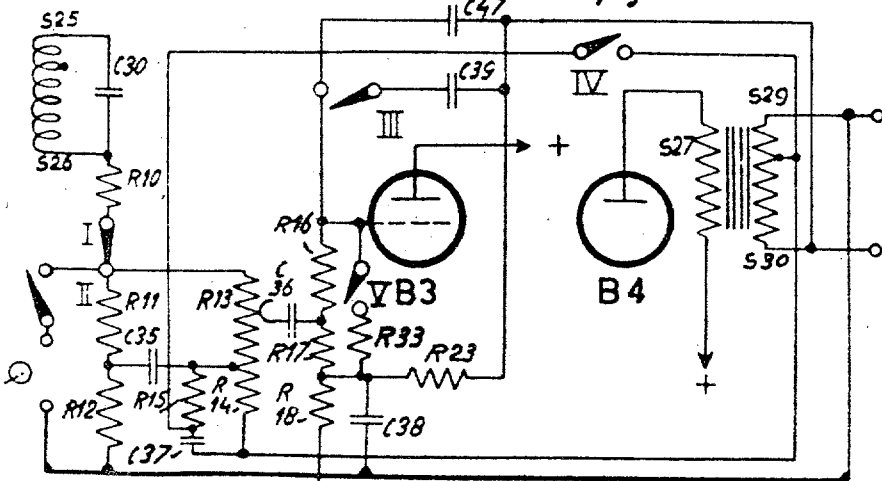 C47
S25
C30
C39
IV
S29
III
+
S27
S26
R10
I
R16
II
R11
R13
C 36
V
B3
B4
S30
C35
R17
R33
R23
R12
R15
R 14
R 18
C38
+
C37